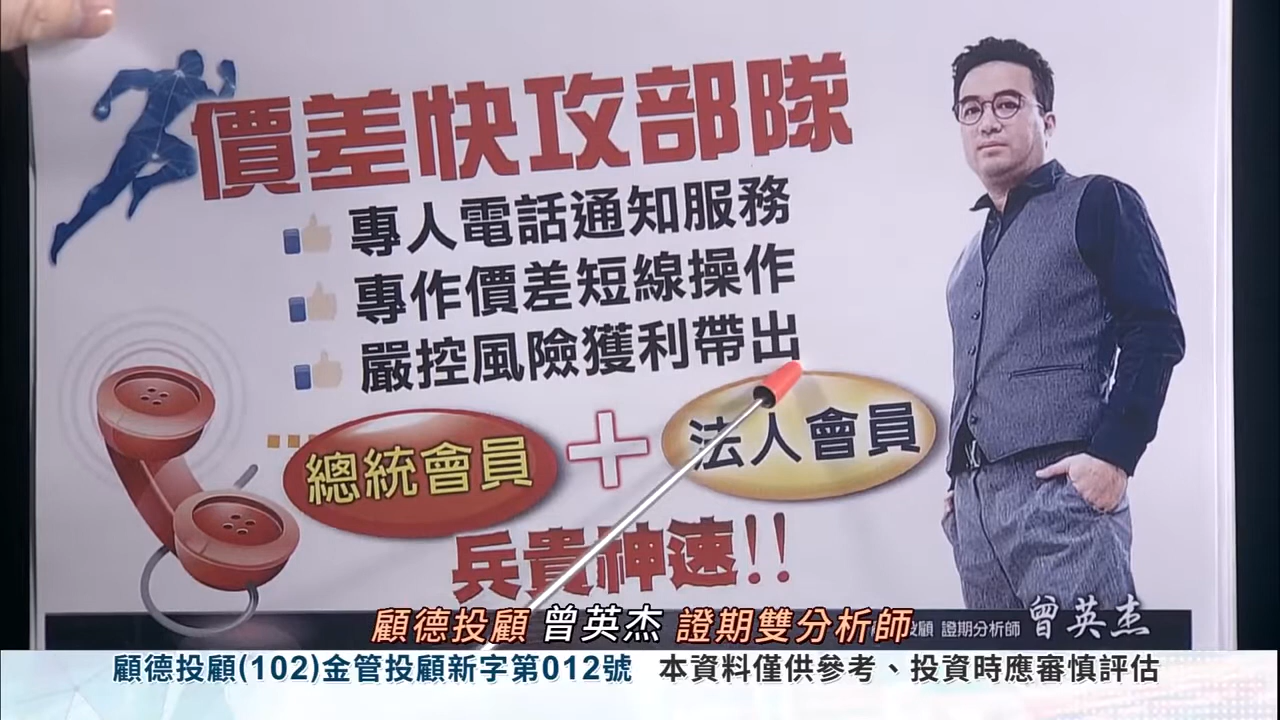 價差快攻部隊
專人電話通知服務
專作價差短線操作
嚴控風險獲利帶出
總統會員 + 法人會員
兵貴神速!!
投顧 證期分析師 曾英杰
顧德投顧 曾英杰 證期雙分析師
顧德投顧(102)金管投顧新字第012號 本資料僅供參考、投資時應審慎評估